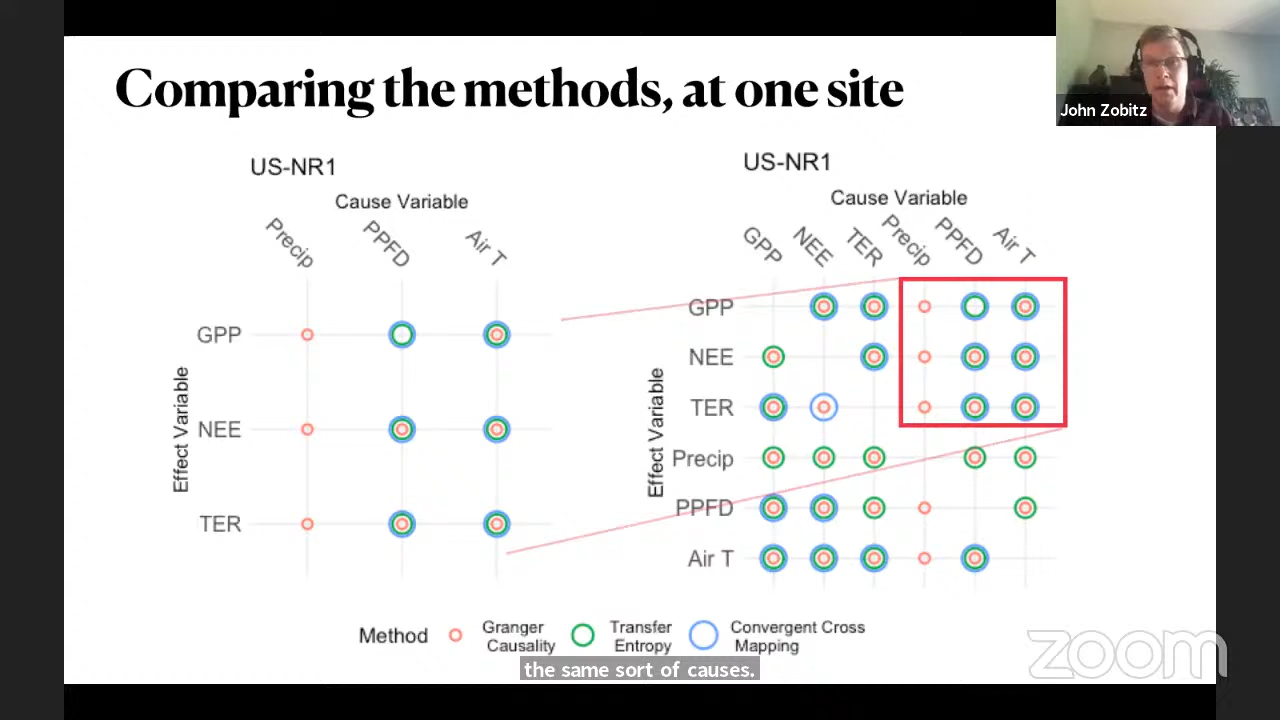 Comparing the methods, at one site
John Zobitz
US-NR1
Cause Variable
Precip
PPFD
Air T
Effect Variable
GPP
NEE
TER
US-NR1
Cause Variable
GPP
NEE
TER
Precip
PPFD
Air T
Effect Variable
GPP
NEE
TER
Precip
PPFD
Air T
Method
Granger
Causality
Transfer
Entropy
Convergent Cross
Mapping
the same sort of causes.
zoom